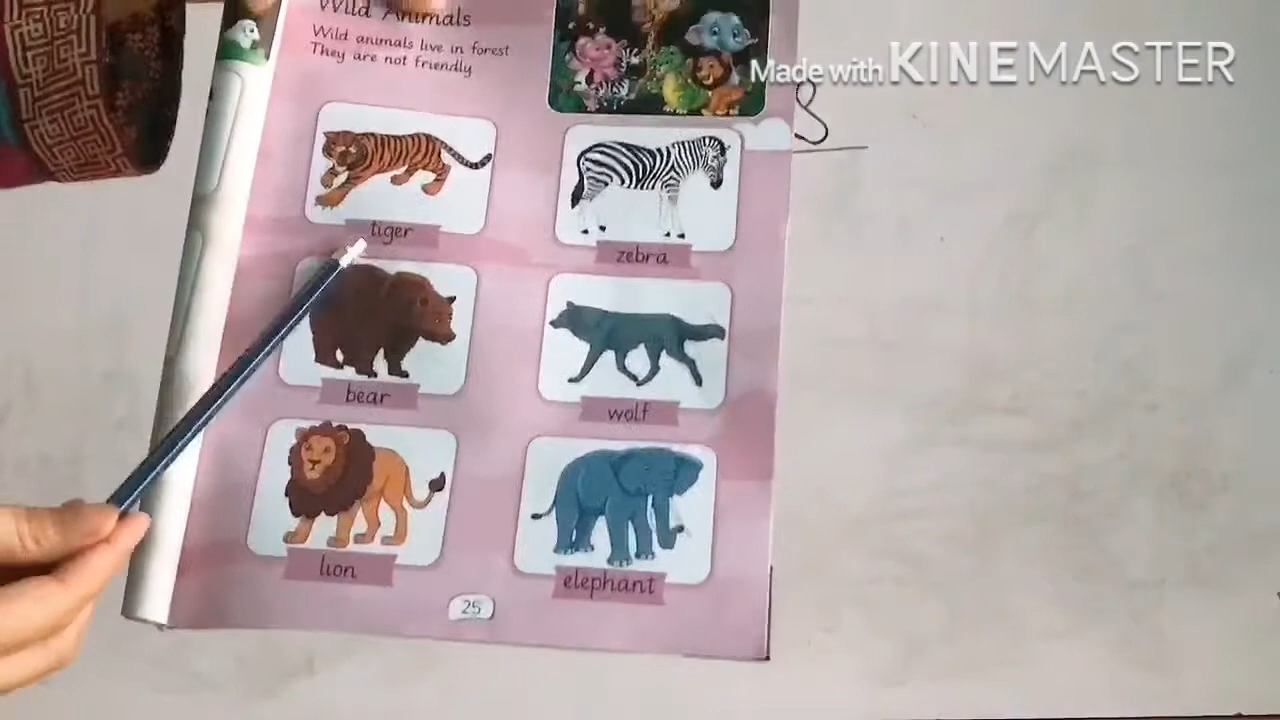 Wild Animals
Wild animals live in forest
They are not friendly
Made with KINEMASTER
8
tiger
zebra
bear
wolf
lion
elephant
25